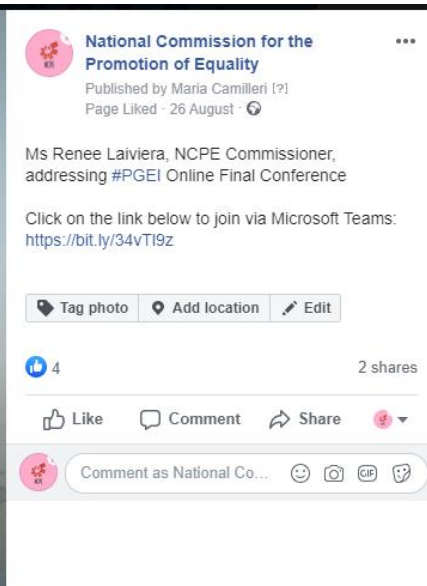 National Commission for the
Promotion of Equality
Published by Maria Camilleri [?]
Page Liked · 26 August ·
Ms Renee Laiviera, NCPE Commissioner,
addressing #PGEI Online Final Conference
Click on the link below to join via Microsoft Teams:
https://bit.ly/34vTI9z
Tag photo Add location Edit
4 2 shares
Like Comment Share
Comment as National Co... GIF